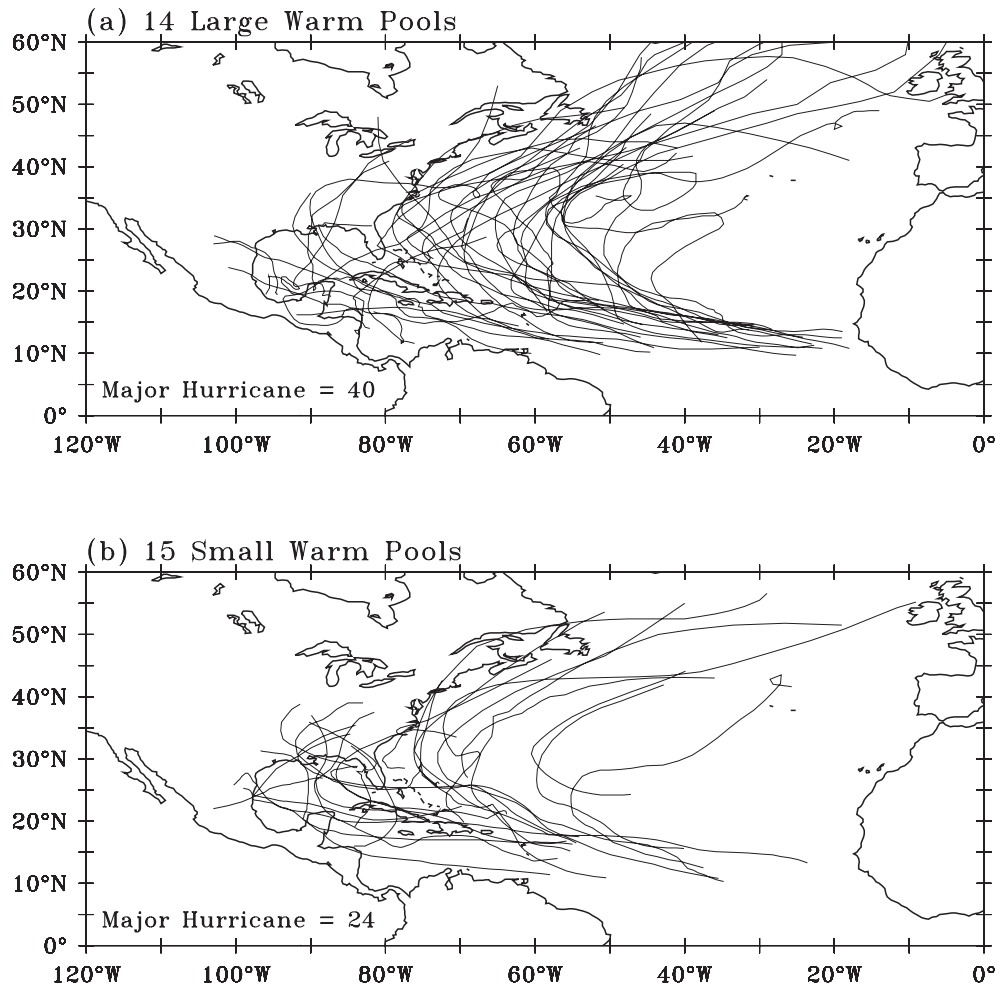 (a) 14 Large Warm Pools
60°N
50°N
40°N
30°N
20°N
10°N
0°
Major Hurricane = 40
120°W 100°W 80°W 60°W 40°W 20°W 0°
(b) 15 Small Warm Pools
60°N
50°N
40°N
30°N
20°N
10°N
0°
Major Hurricane = 24
120°W 100°W 80°W 60°W 40°W 20°W 0°